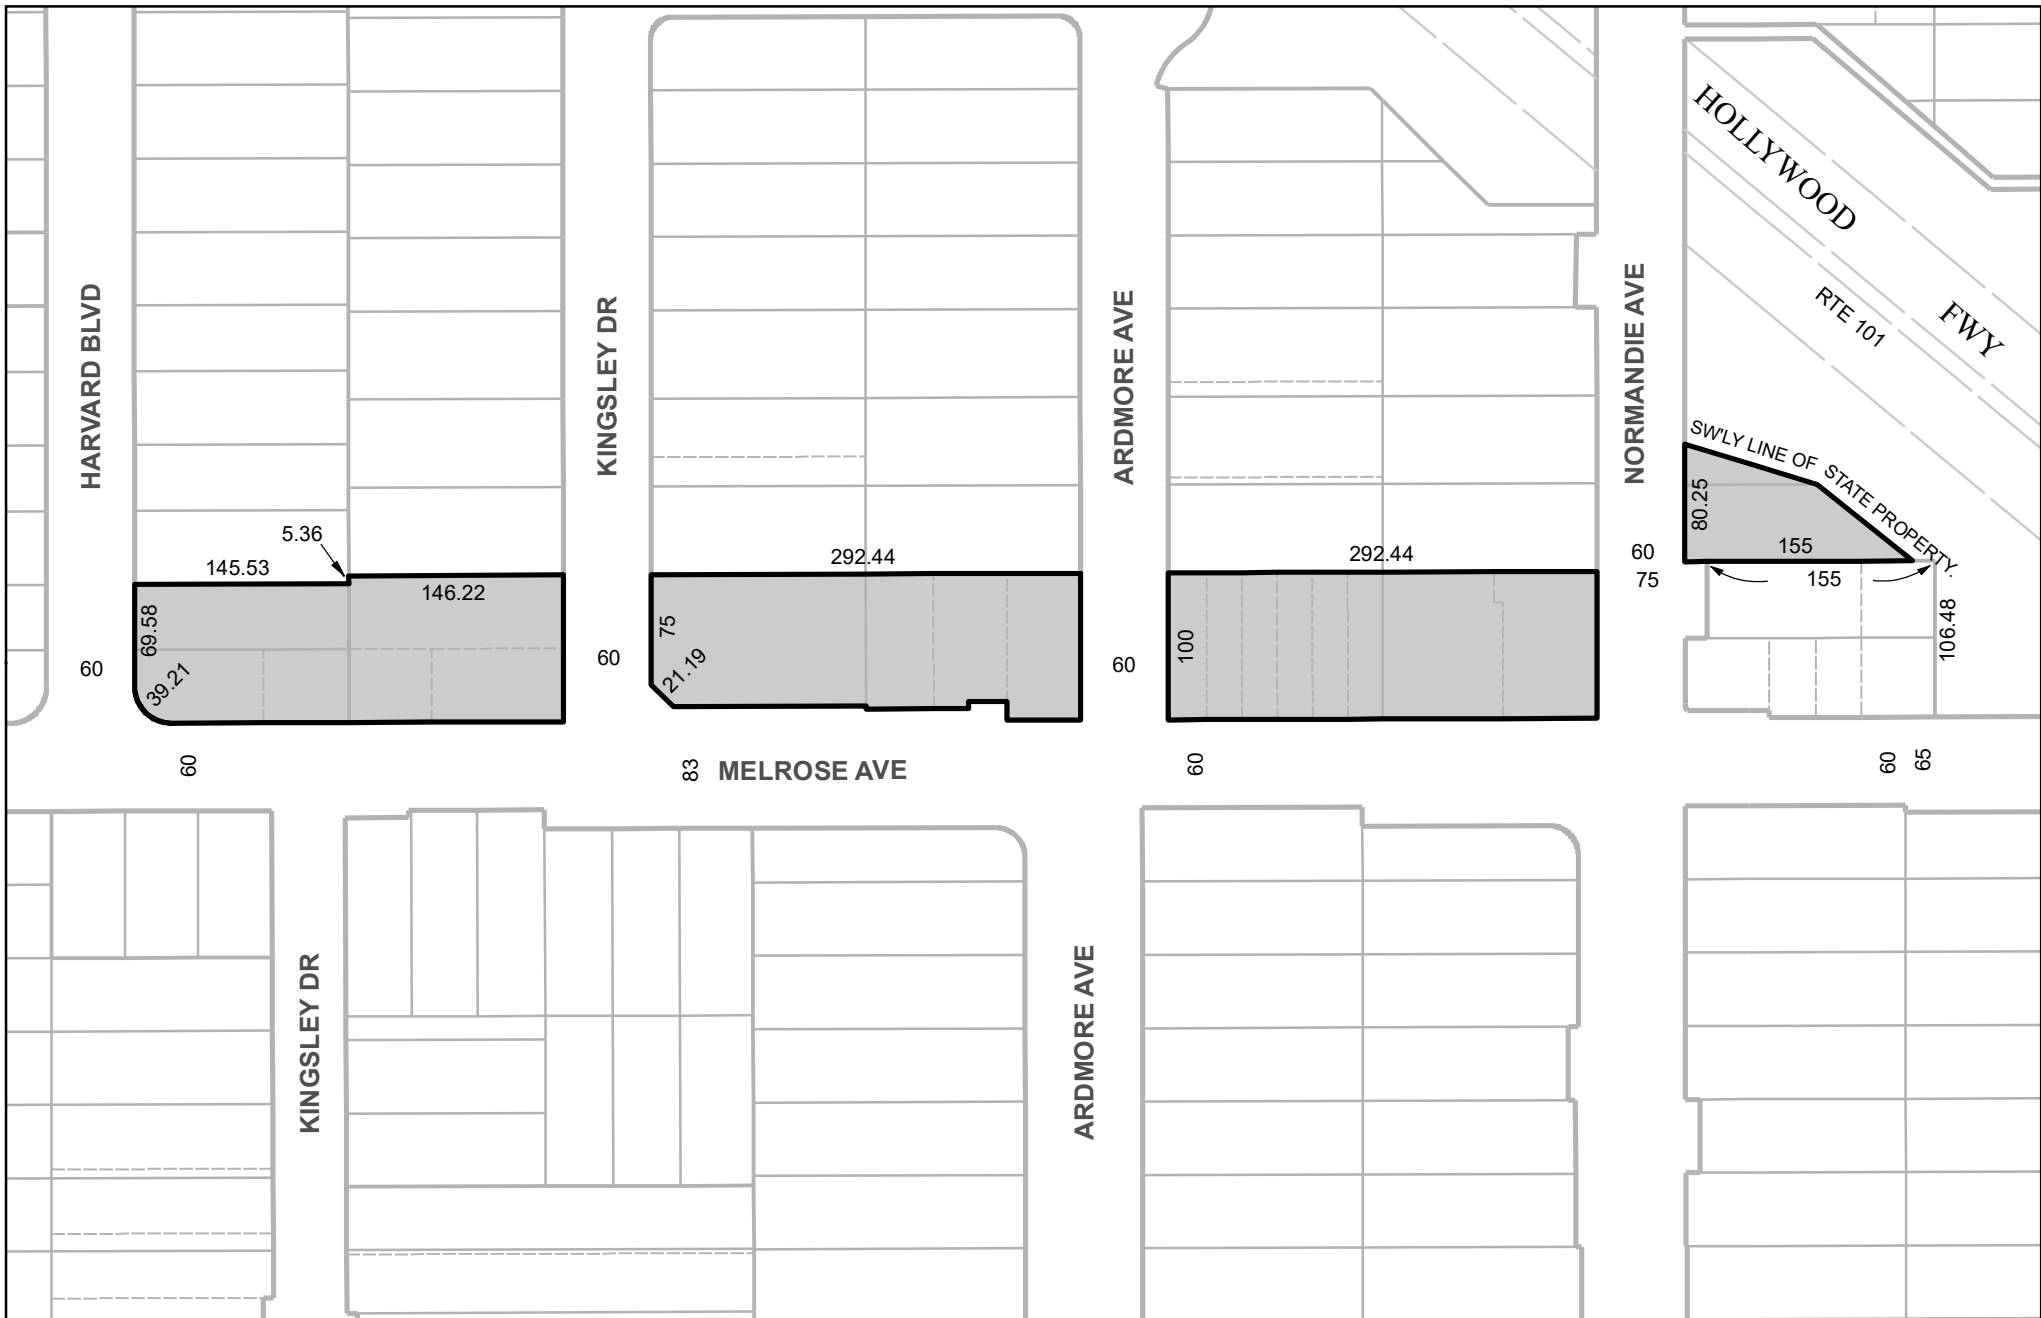 HOLLYWOOD
FWY
RTE 101
HARVARD BLVD
KINGSLEY DR
ARDMORE AVE
NORMANDIE AVE
SW'LY LINE OF STATE PROPERTY.
80.25
155
155
106.48
60
75
5.36
145.53
146.22
69.58
39.21
60
292.44
75
21.19
60
292.44
100
60
60
83
MELROSE AVE
60
60
65
KINGSLEY DR
ARDMORE AVE